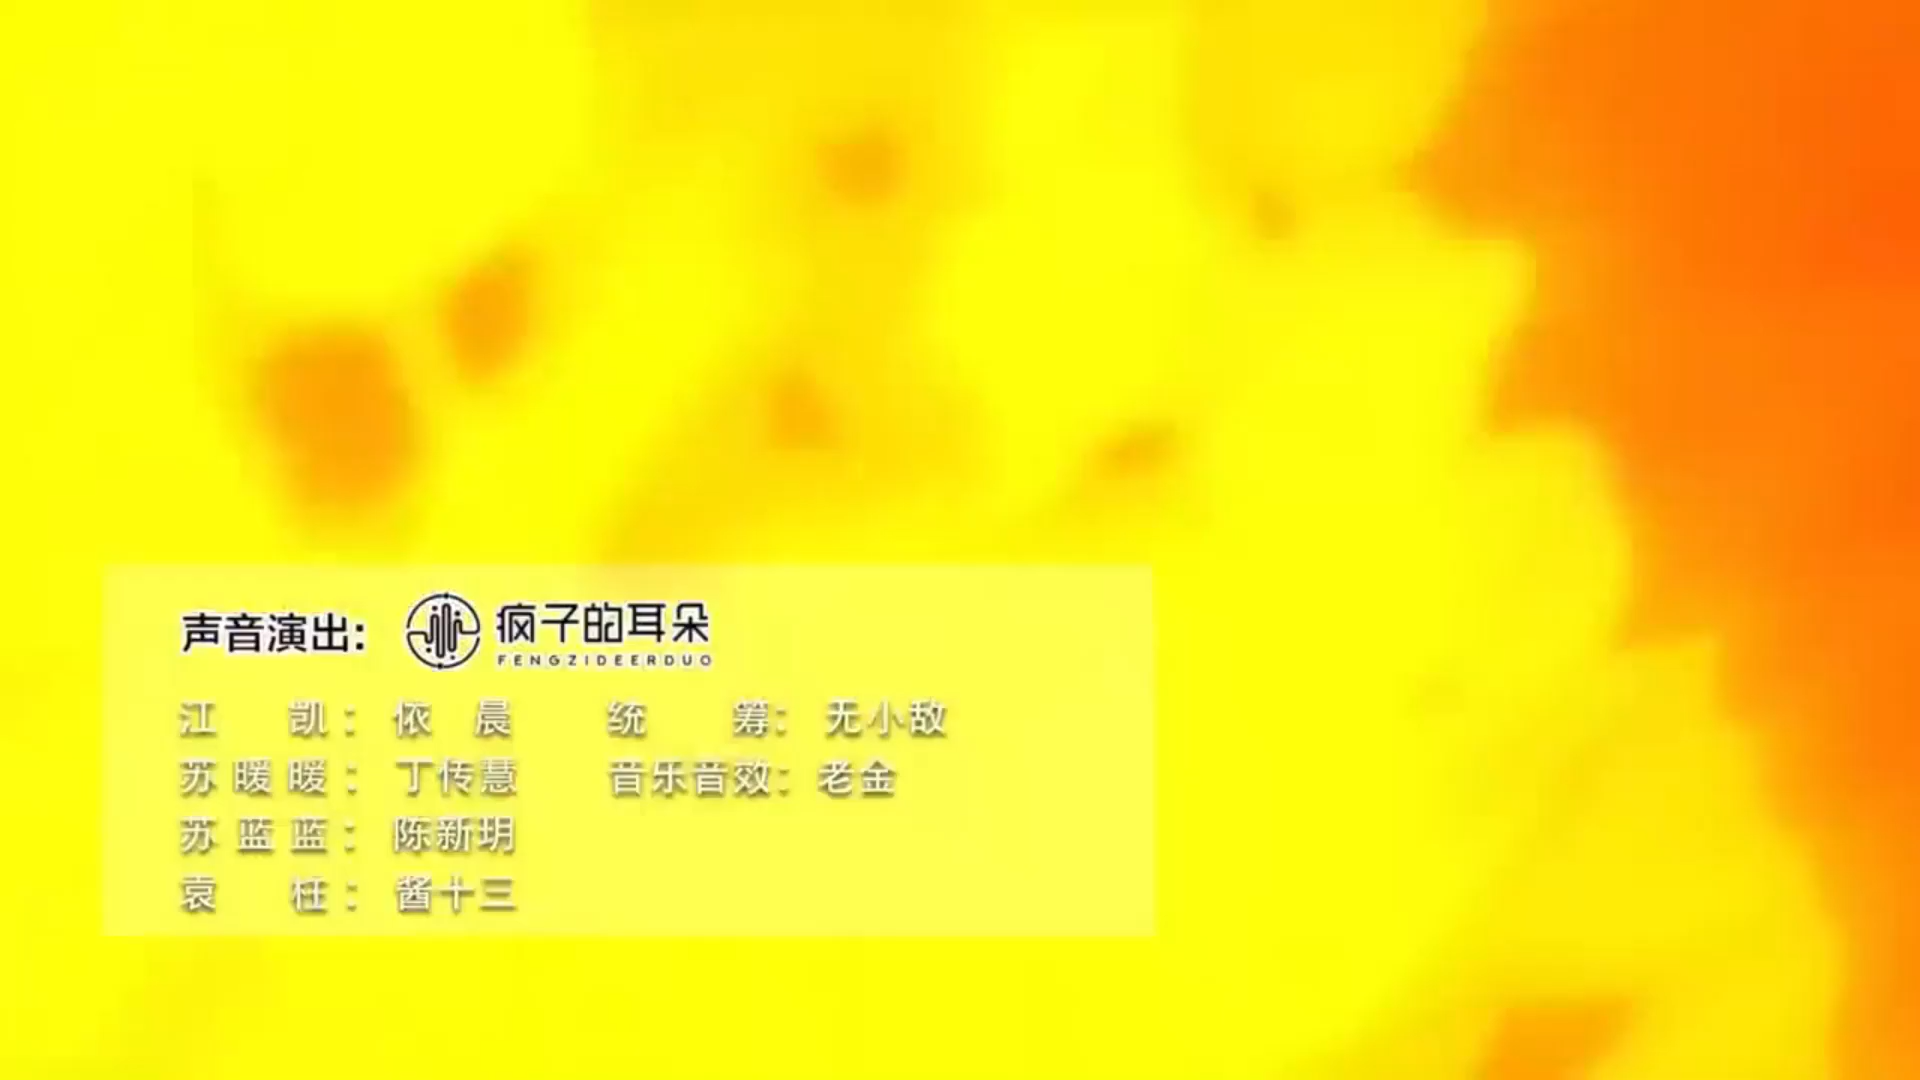 声音演出: 疯子的耳朵
FENGZIDEERDUO
江凯: 依晨 统筹: 无小敌
苏暖暖: 丁传慧 音乐音效: 老金
苏蓝蓝: 陈新玥
袁柱: 酱十三